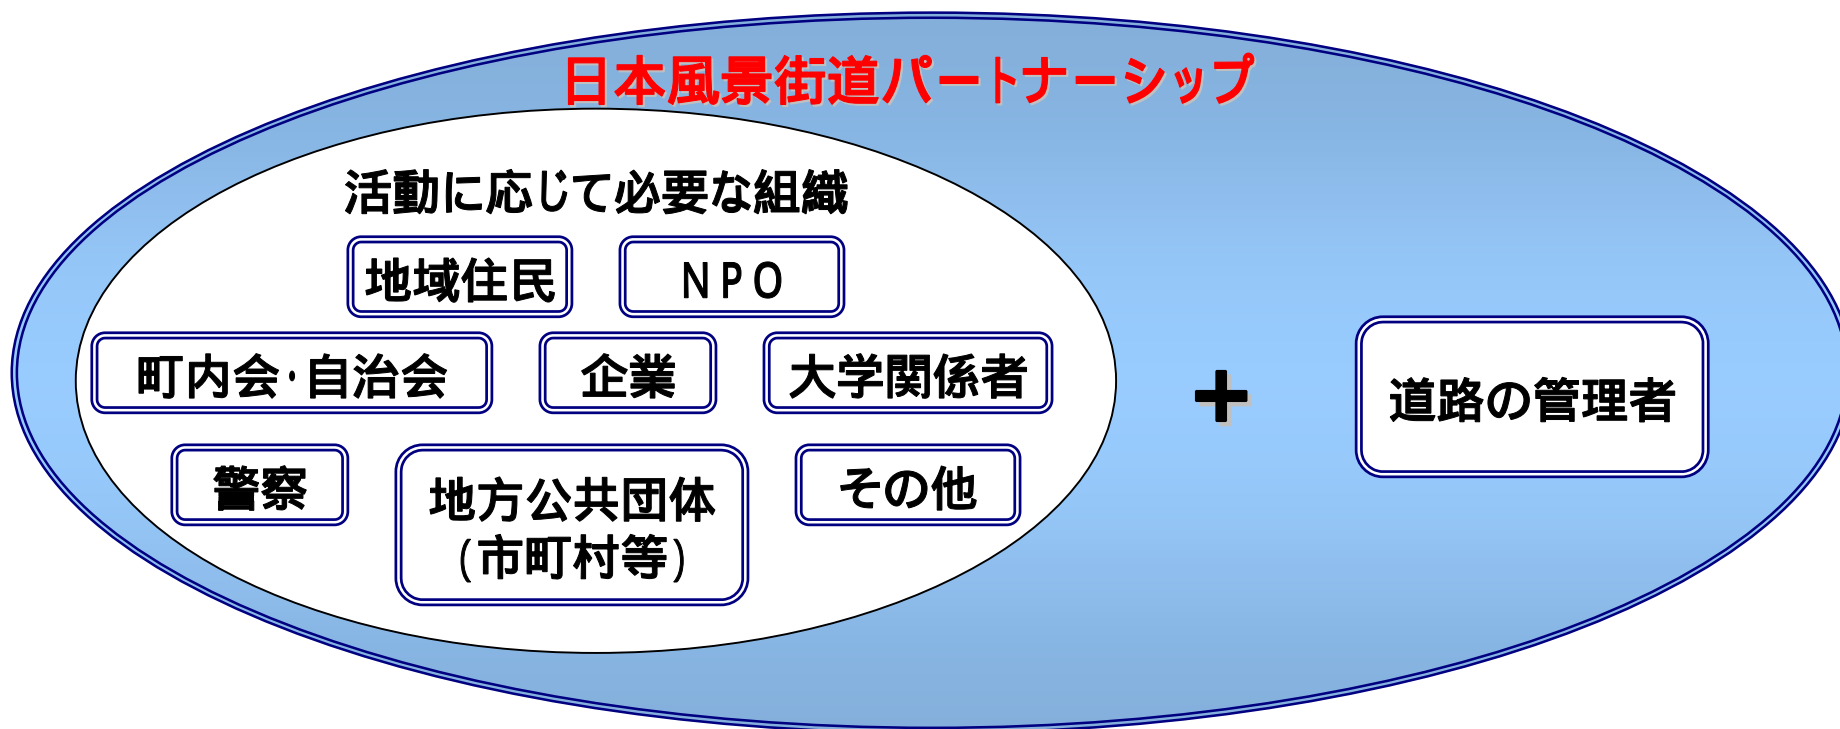 日本風景街道パートナーシップ
活動に応じて必要な組織
地域住民
NPO
町内会・自治会
企業
大学関係者
+
道路の管理者
警察
地方公共団体
(市町村等)
その他